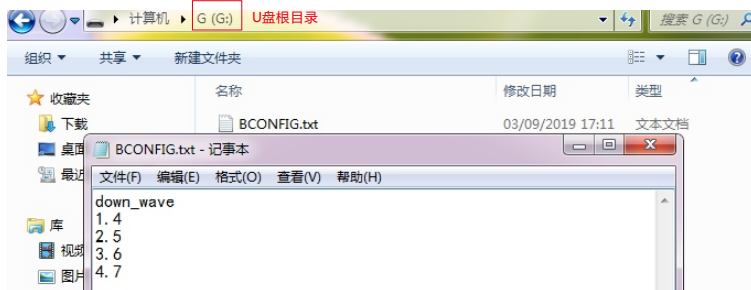 计算机 G (G:) U盘根目录 搜索 G (G:)
组织 共享 新建文件夹
收藏夹 名称 修改日期 类型
下载 BCONFIG.txt 03/09/2019 17:11 文本文档
桌面 BCONFIG.txt - 记事本
最近 文件(F) 编辑(E) 格式(O) 查看(V) 帮助(H)
down_wave
库 1.4
2.5
视频 3.6
图片 4.7